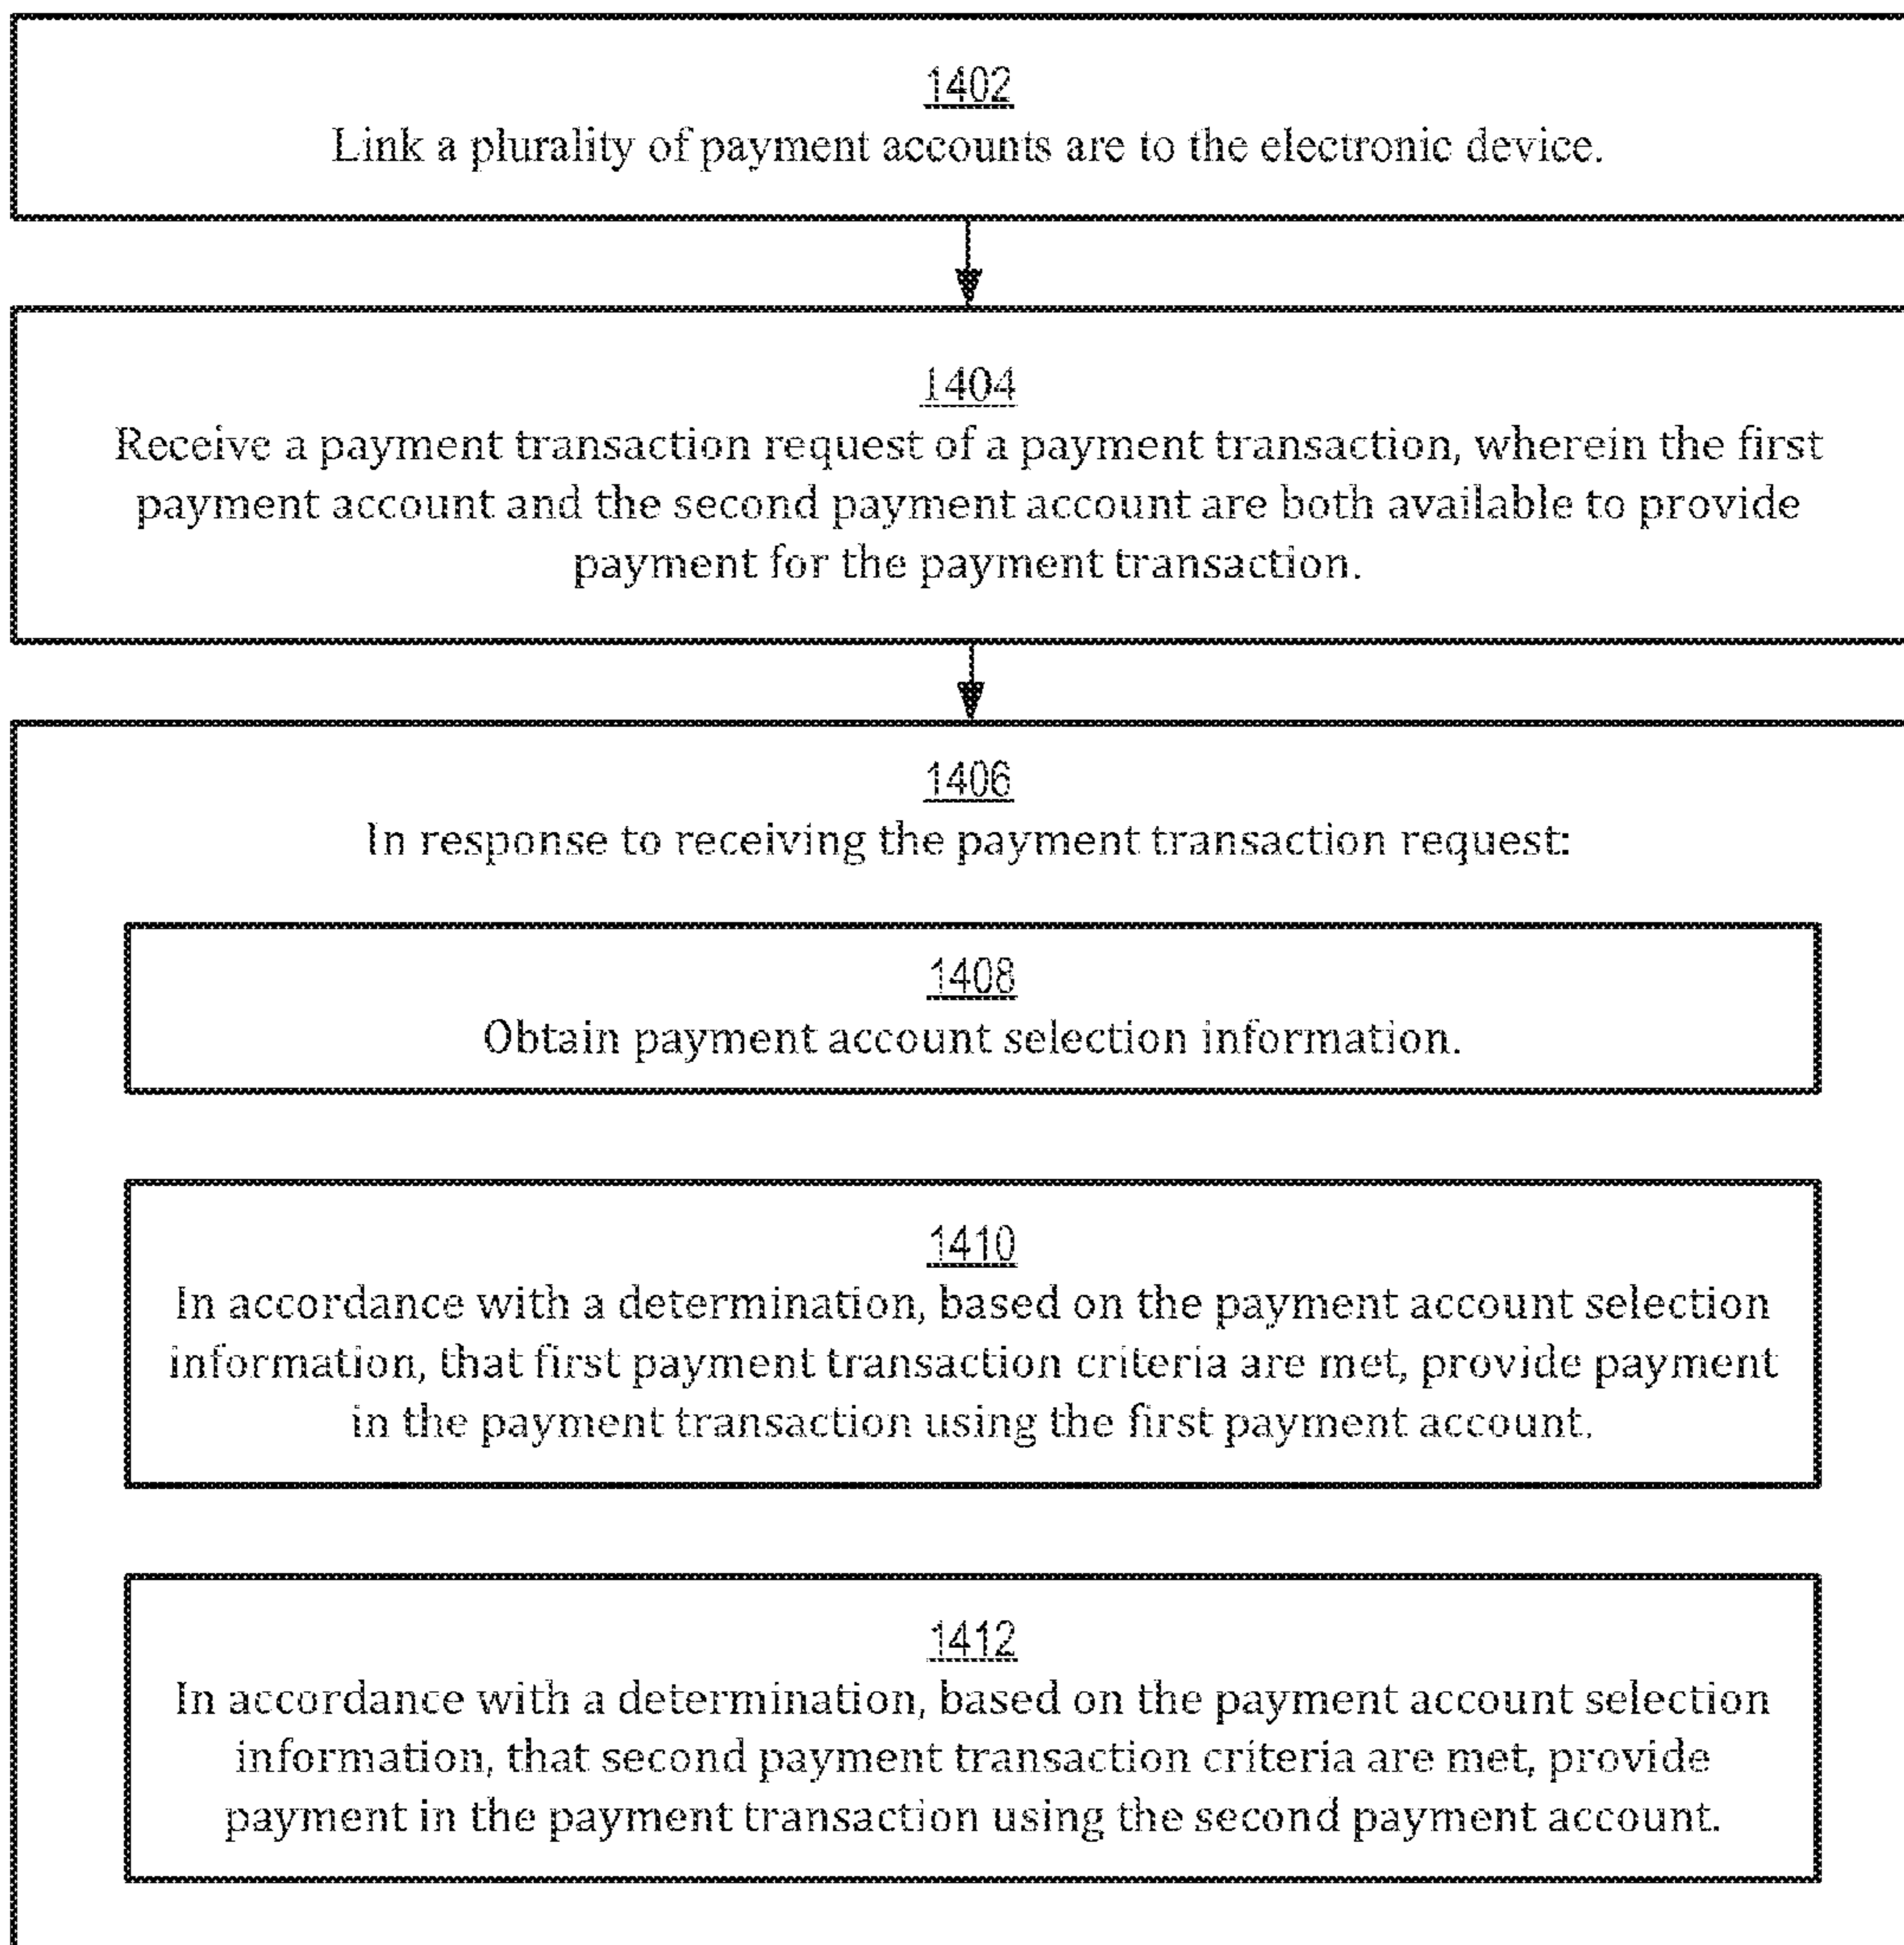 1402
Link a plurality of payment accounts are to the electronic device.
1404
Receive a payment transaction request of a payment transaction, wherein the first
payment account and the second payment account are both available to provide
payment for the payment transaction.
1406
In response to receiving the payment transaction request:
1408
Obtain payment account selection information.
1410
In accordance with a determination, based on the payment account selection
information, that first payment transaction criteria are met, provide payment
in the payment transaction using the first payment account.
1412
In accordance with a determination, based on the payment account selection
information, that second payment transaction criteria are met, provide
payment in the payment transaction using the second payment account.